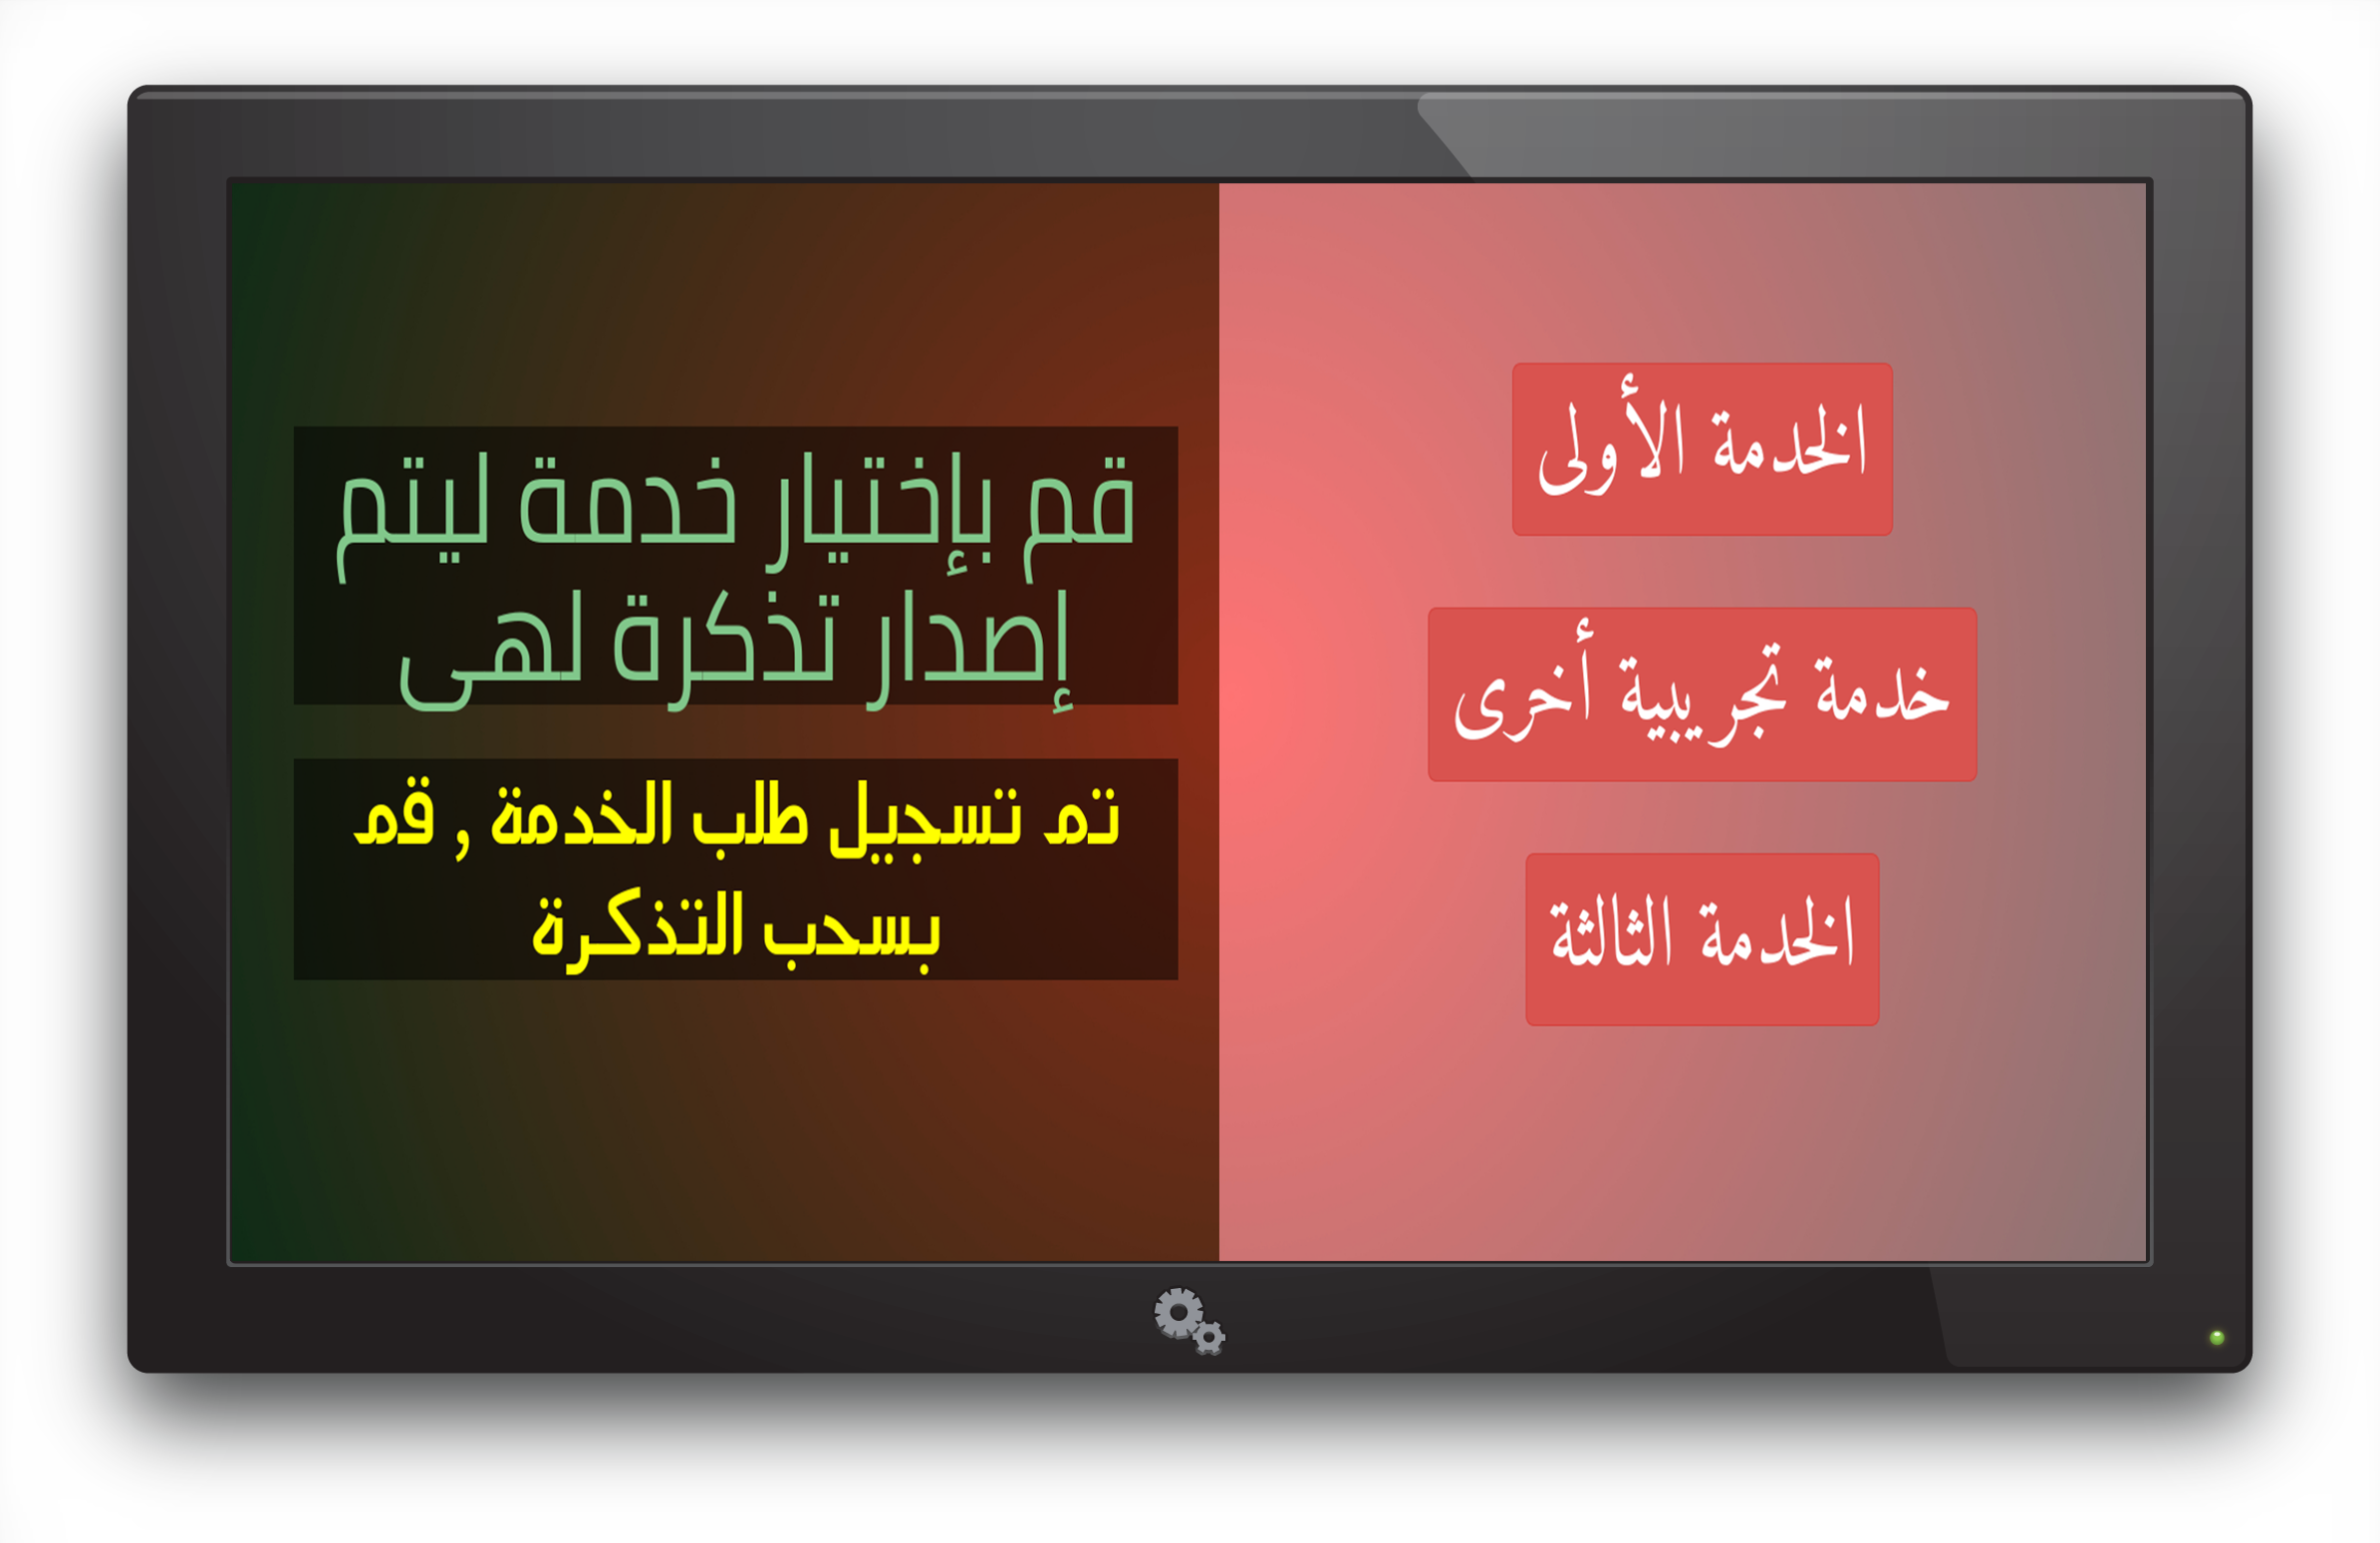 الخدمة الأولى
خدمة تجريبية أخرى
الخدمة الثالثة
قم بإختيار خدمة ليتم
إصدار تذكرة لهى
تم تسجيل طلب الخدمة , قم
بسحب التذكرة